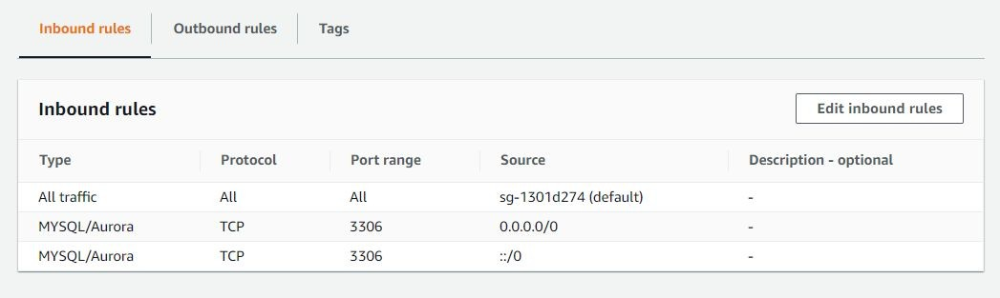 Inbound rules Outbound rules Tags
Inbound rules Edit inbound rules
Type Protocol Port range Source Description - optional
All traffic All All sg-1301d274 (default) -
MYSQL/Aurora TCP 3306 0.0.0.0/0 -
MYSQL/Aurora TCP 3306 ::/0 -